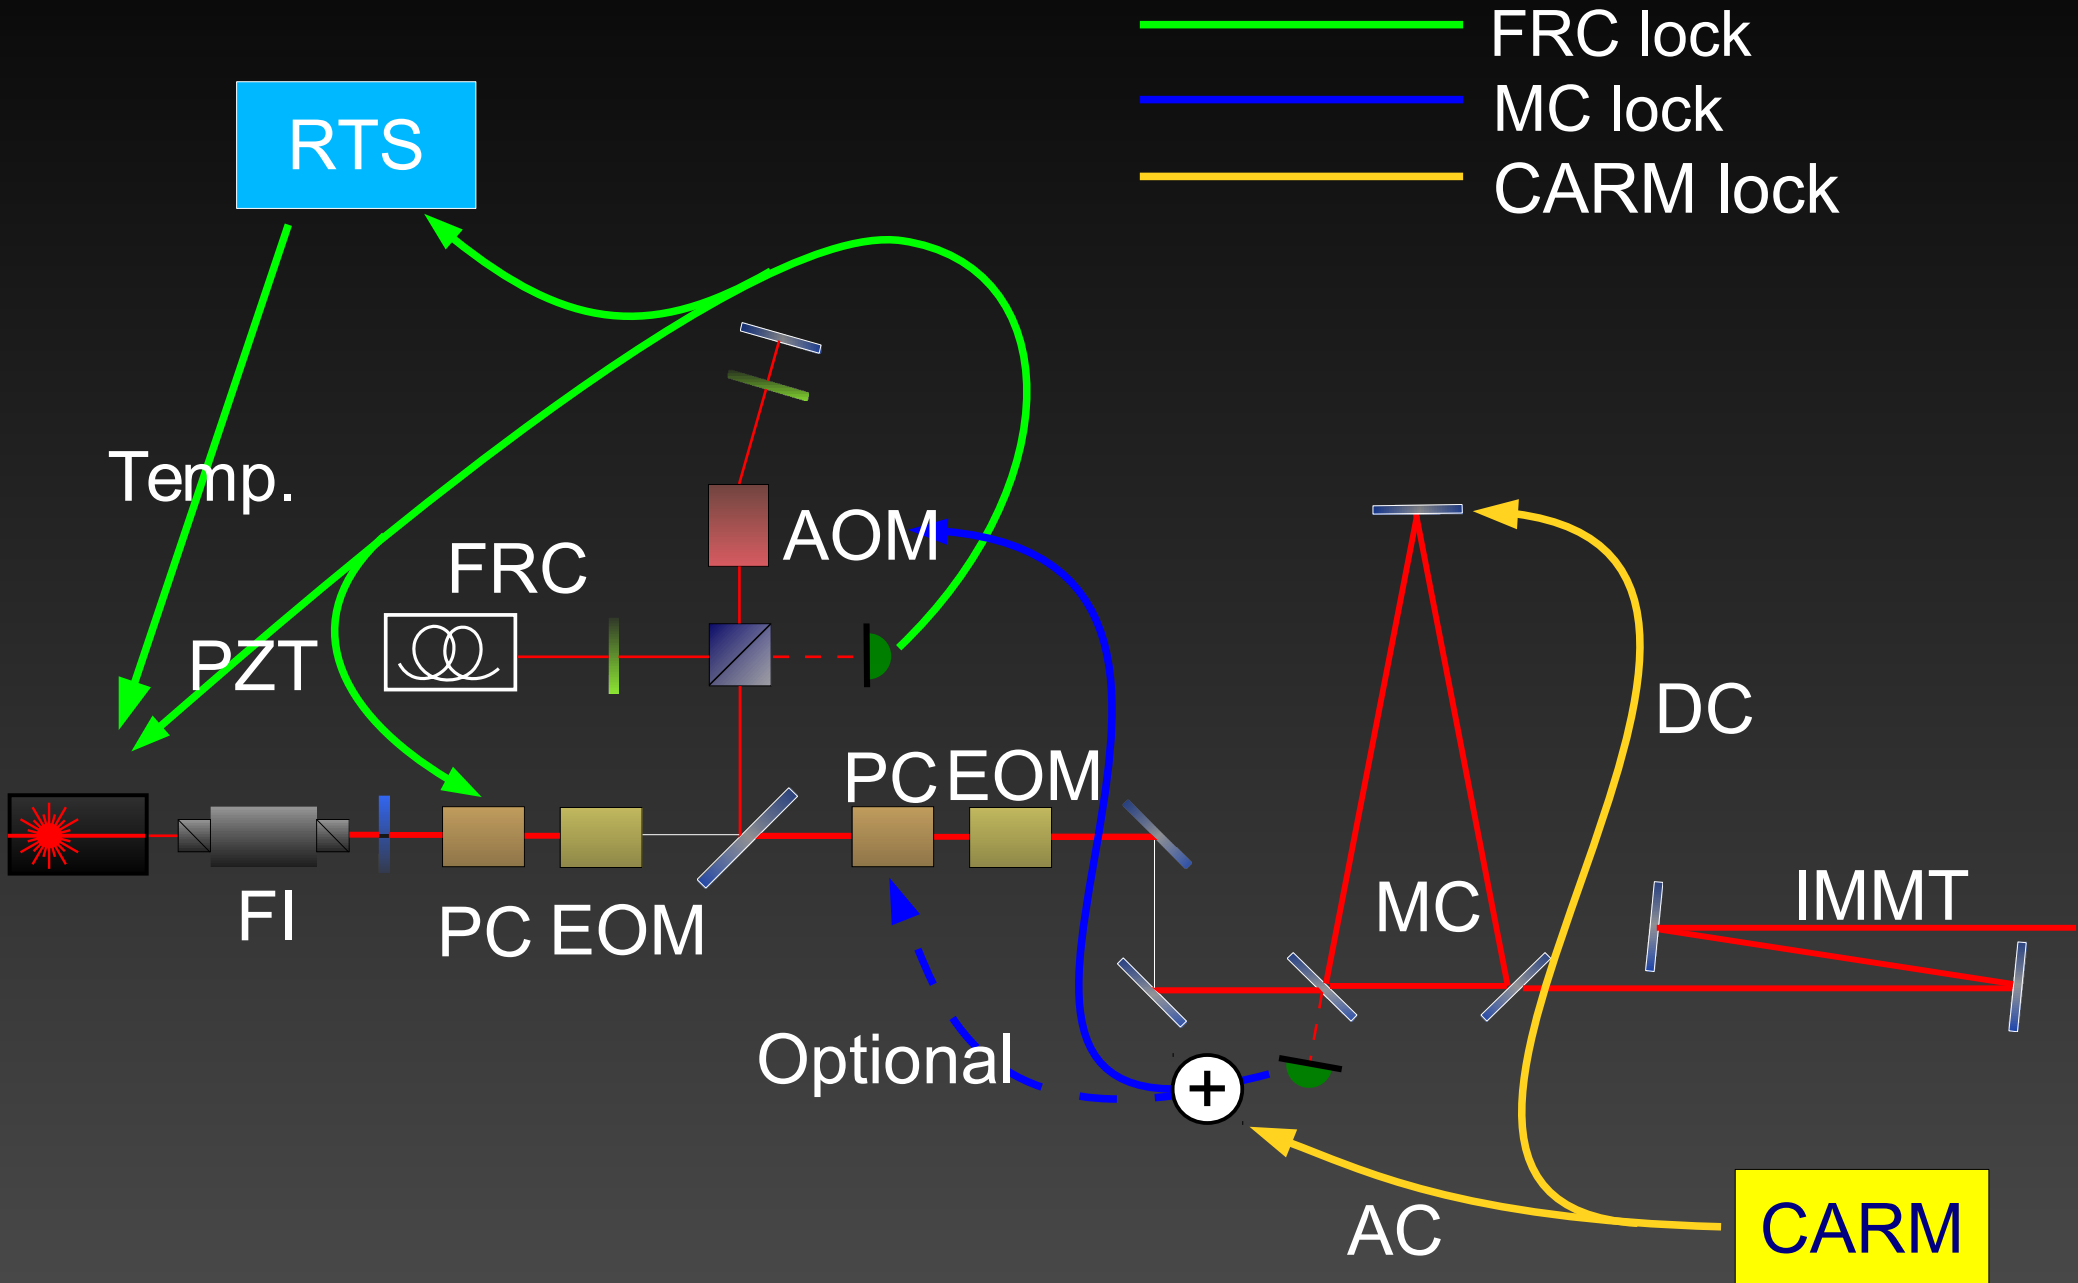 FRC lock
MC lock
CARM lock
RTS
Temp.
AOM
FRC
PZT
DC
PC EOM
MC
IMMT
FI
PC EOM
Optional
+
AC
CARM